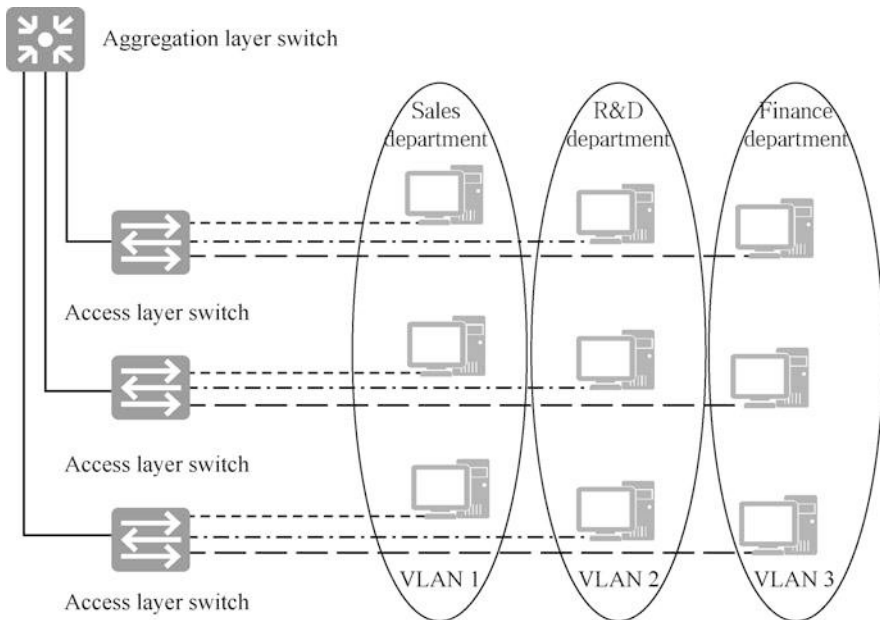 Aggregation layer switch
Sales
department
R&D
department
Finance
department
Access layer switch
Access layer switch
Access layer switch
VLAN 1
VLAN 2
VLAN 3